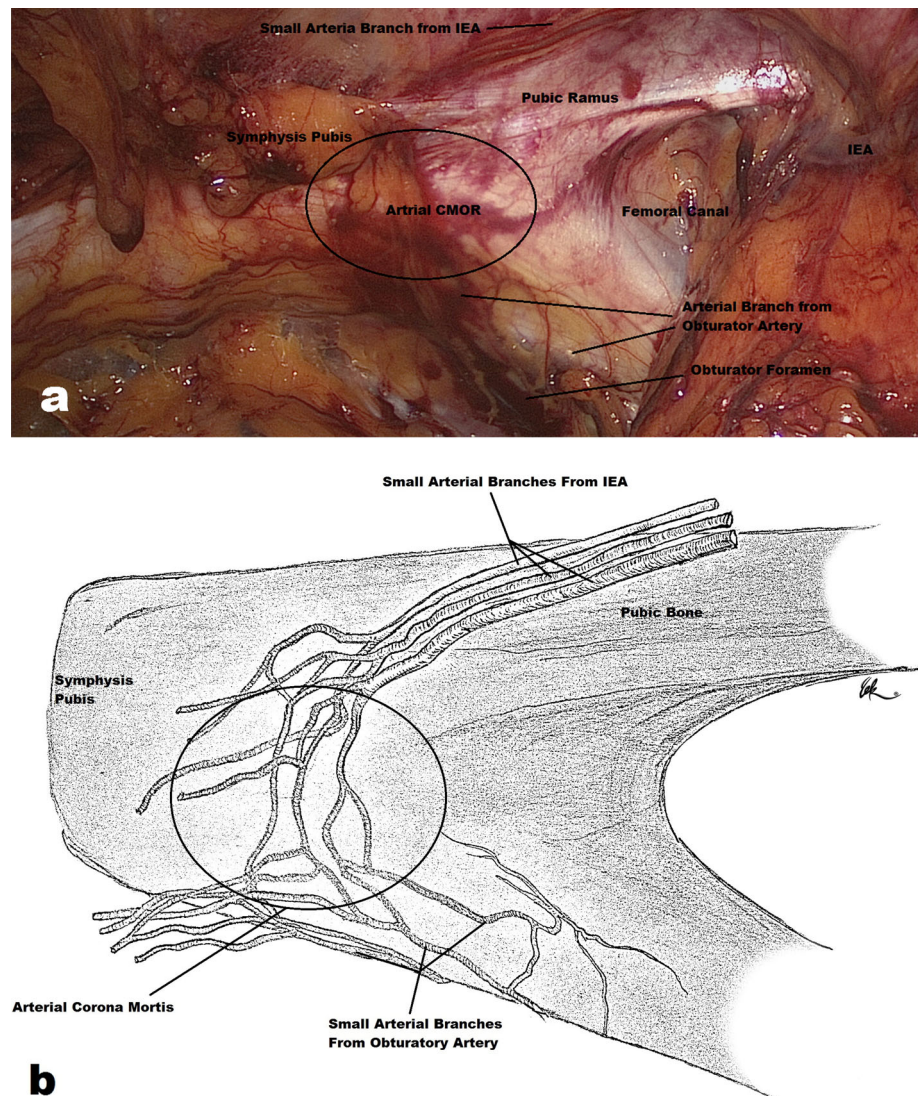 Small Arteria Branch from IEA
Pubic Ramus
Symphysis Pubis
IEA
Artrial CMOR
Femoral Canal
Arterial Branch from
Obturator Artery
Obturator Foramen
a
Small Arterial Branches From IEA
Pubic Bone
Symphysis
Pubis
Arterial Corona Mortis
Small Arterial Branches
From Obturatory Artery
b